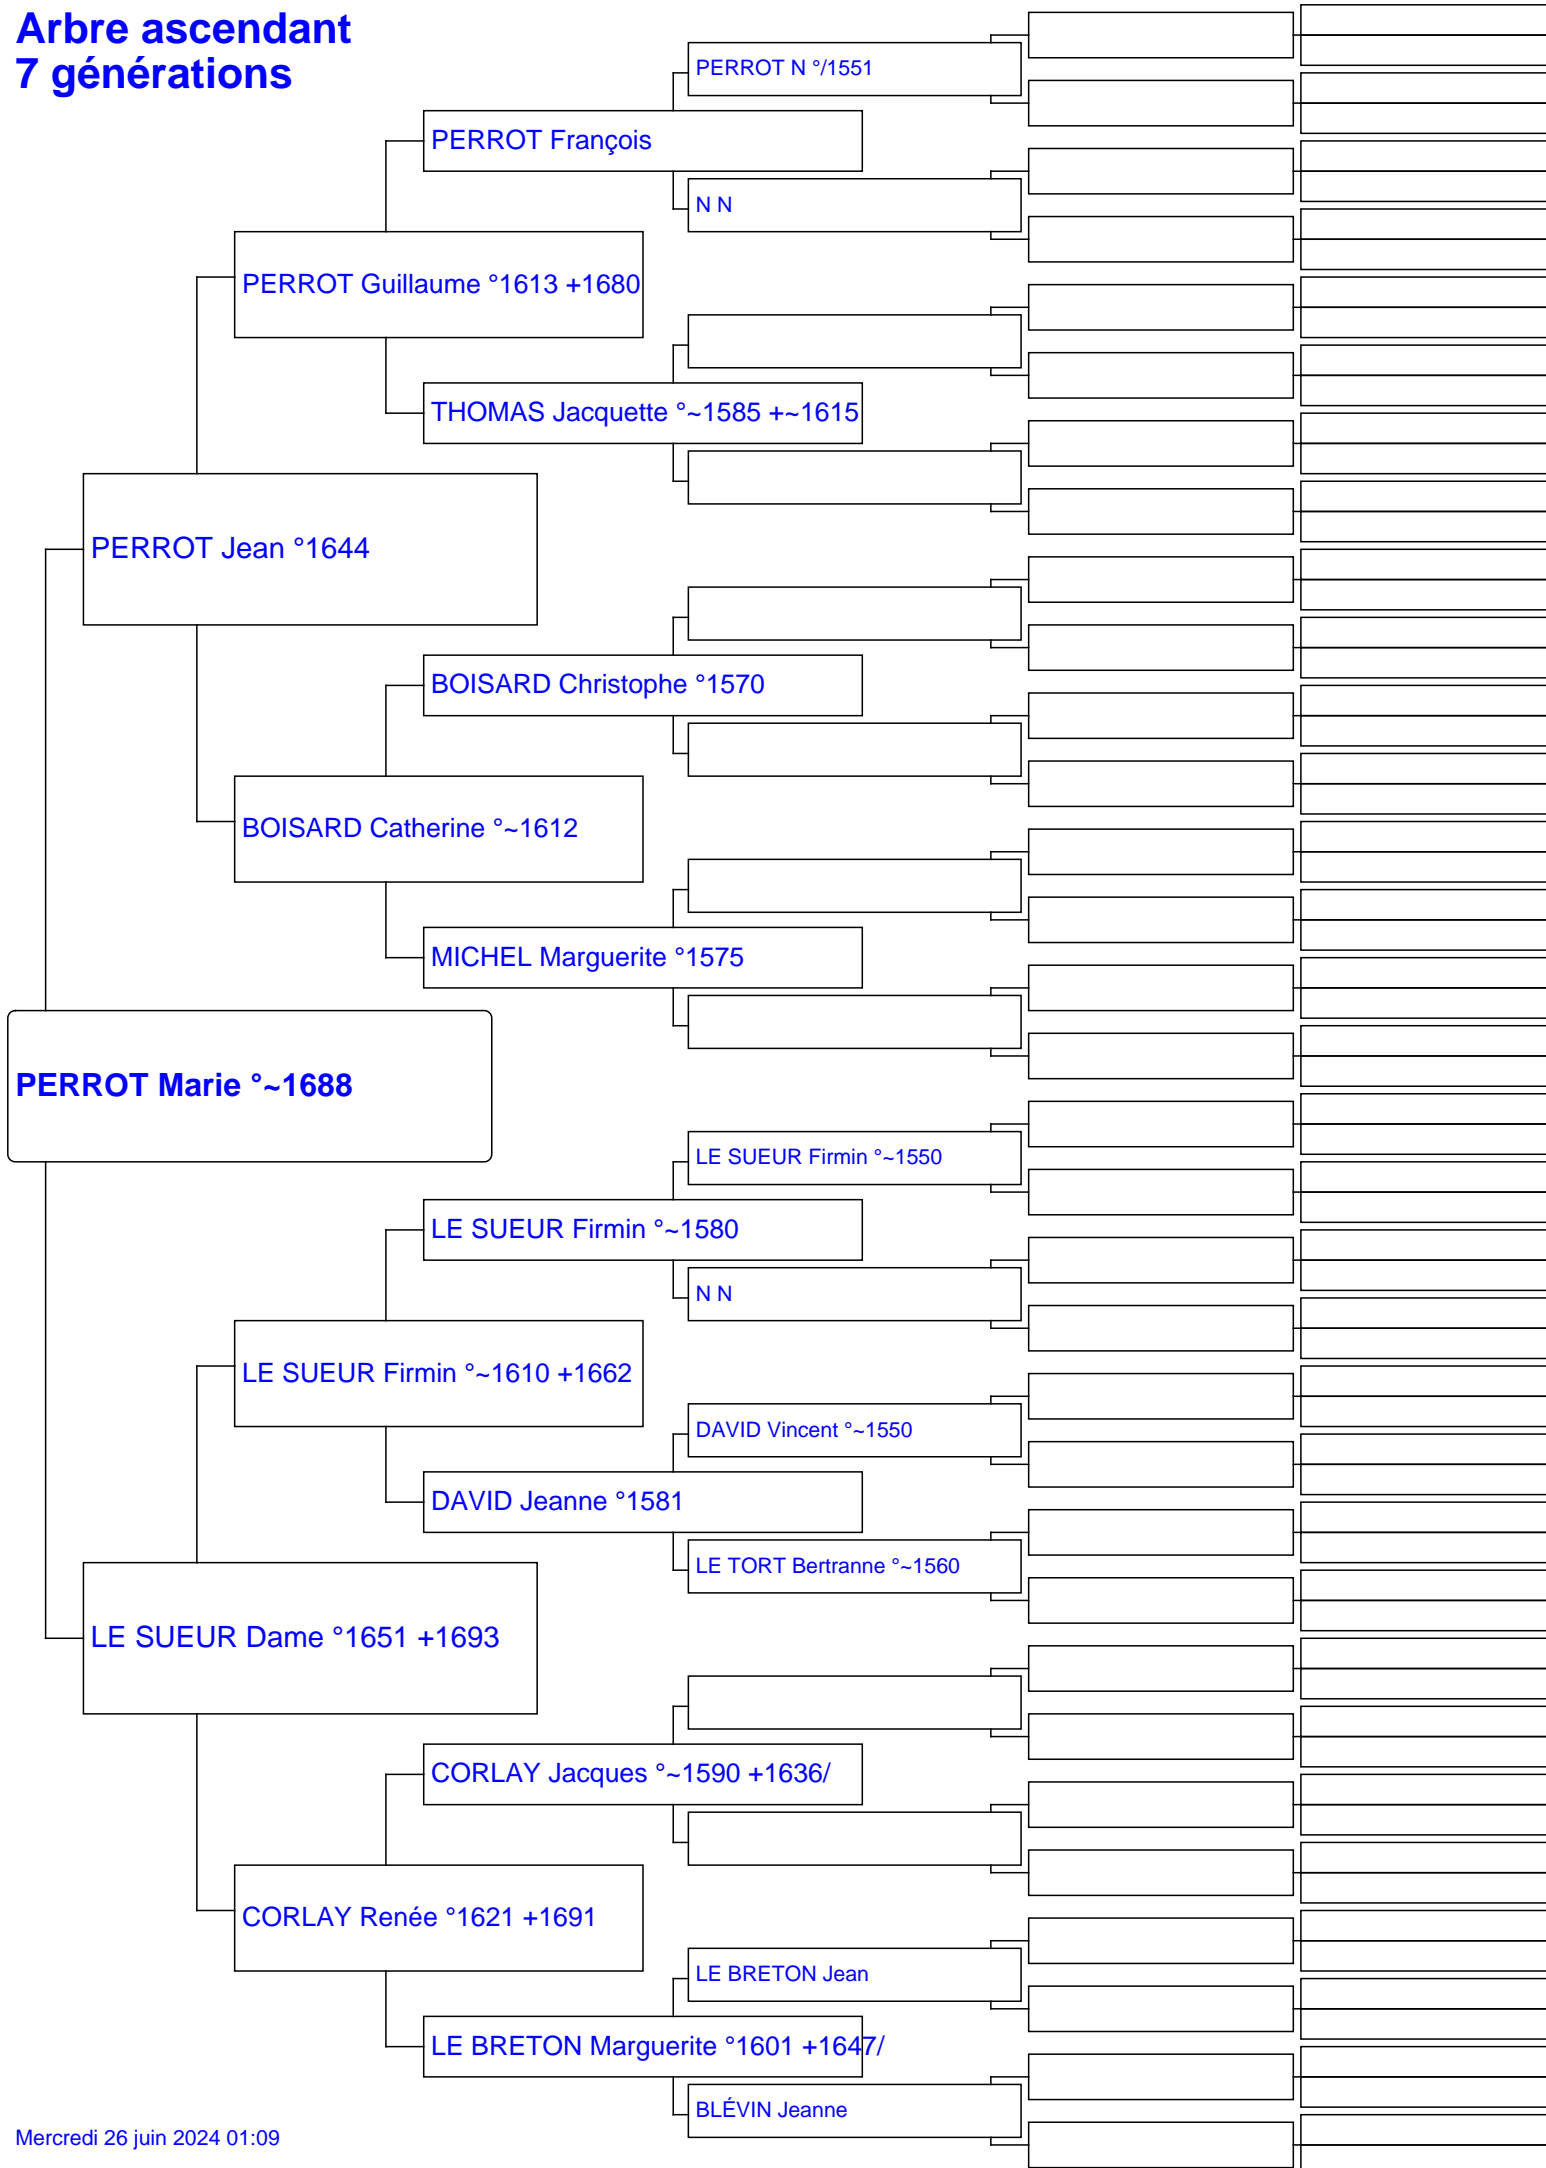 Arbre ascendant
7 générations
PERROT N °/1551
PERROT François
N N
PERROT Guillaume °1613 +1680
THOMAS Jacquette °~1585 +~1615
PERROT Jean °1644
BOISARD Christophe °1570
BOISARD Catherine °~1612
MICHEL Marguerite °1575
PERROT Marie °~1688
LE SUEUR Firmin °~1550
LE SUEUR Firmin °~1580
N N
LE SUEUR Firmin °~1610 +1662
DAVID Vincent °~1550
DAVID Jeanne °1581
LE TORT Bertranne °~1560
LE SUEUR Dame °1651 +1693
CORLAY Jacques °~1590 +1636/
CORLAY Renée °1621 +1691
LE BRETON Jean
LE BRETON Marguerite °1601 +1647/
BLÉVIN Jeanne
Mercredi 26 juin 2024 01:09